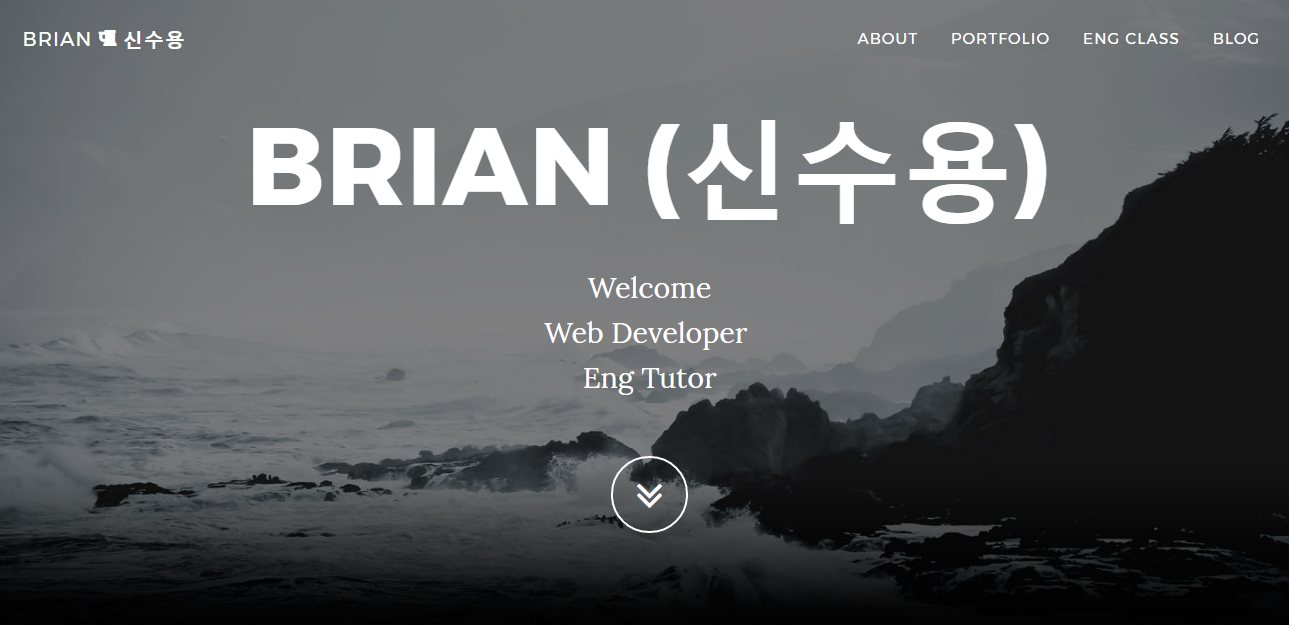 BRIAN 신수용
ABOUT PORTFOLIO ENG CLASS BLOG
BRIAN (신수용)
Welcome
Web Developer
Eng Tutor